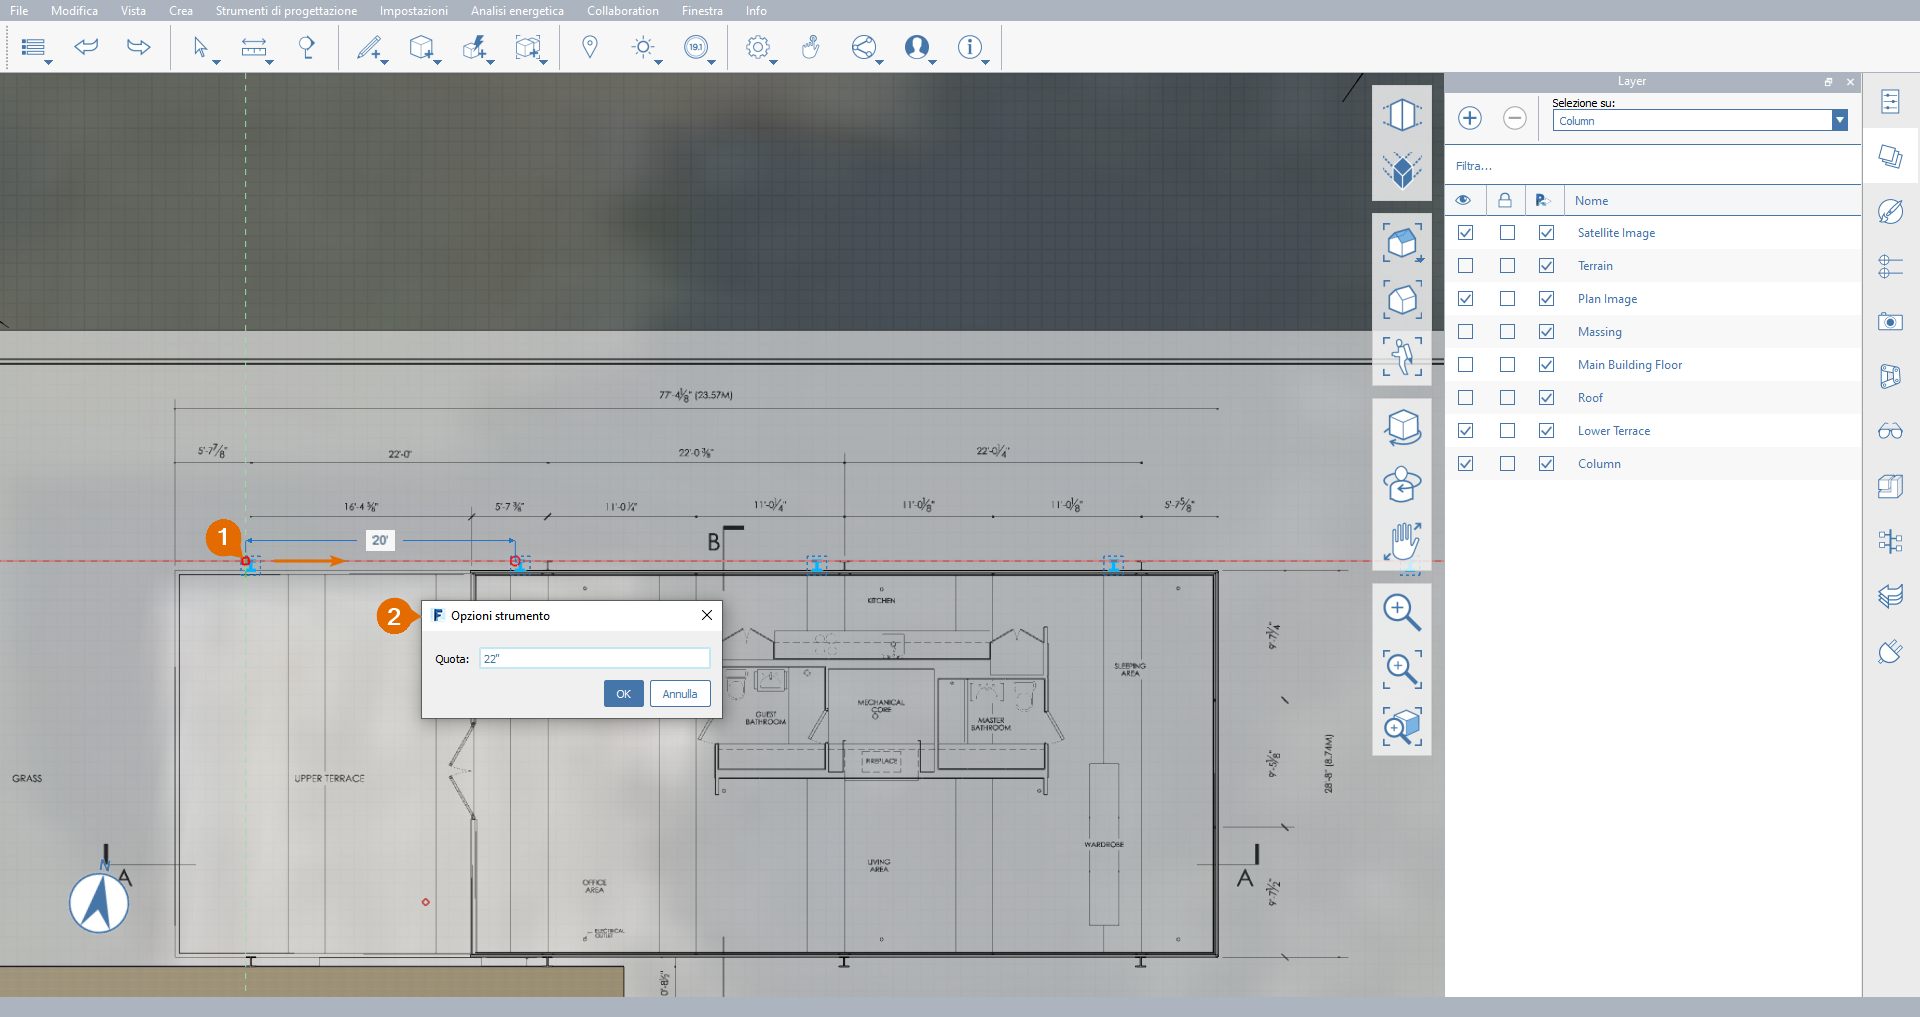 File Modifica Vista Crea Strumenti di progettazione Impostazioni Analisi energetica Collaboration Finestra Info
19.1
Layer
Selezione su:
Column
Filtra...
Nome
Satellite Image
Terrain
Plan Image
Massing
Main Building Floor
Roof
Lower Terrace
Column
77'-4⅛" (23.57M)
5'-7⅞" 22'-0" 22'-0⅜" 22'-0¼"
16'-4⅝" 5'-7⅜" 11'-0¼" 11'-0¼" 11'-0⅛" 11'-0⅛" 5'-7⅝"
1
20'
B
2
Opzioni strumento
Quota: 22"
OK Annulla
KITCHEN
SLEEPING
AREA
GUEST
BATHROOM
MECHANICAL
CORE
MASTER
BATHROOM
FIREPLACE
9'-7¼"
9'-5⅛"
28'-8" (8.74M)
9'-7½"
GRASS
UPPER TERRACE
WARDROBE
LIVING
AREA
OFFICE
AREA
ELECTRICAL
OUTLET
N
A
A
0'-8½"